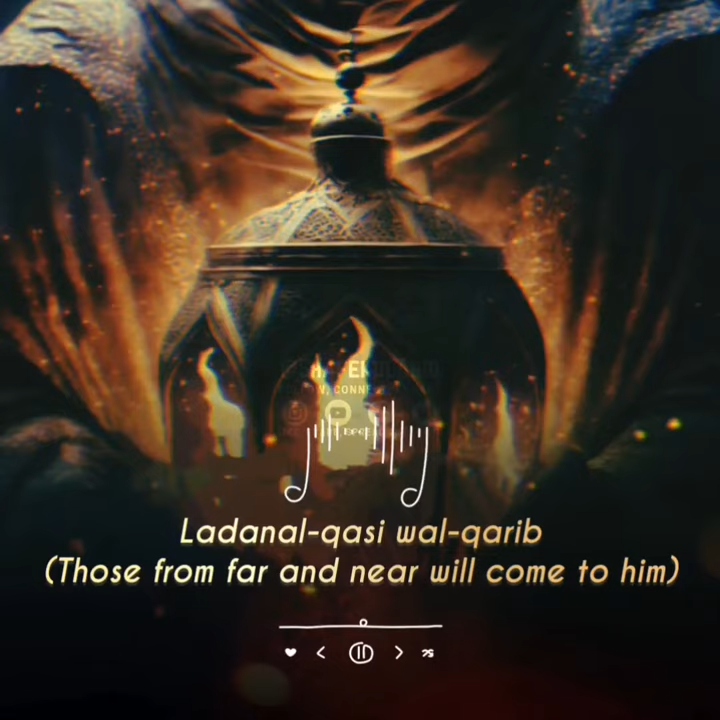 Ladanal-qasi wal-qarib
(Those from far and near will come to him)